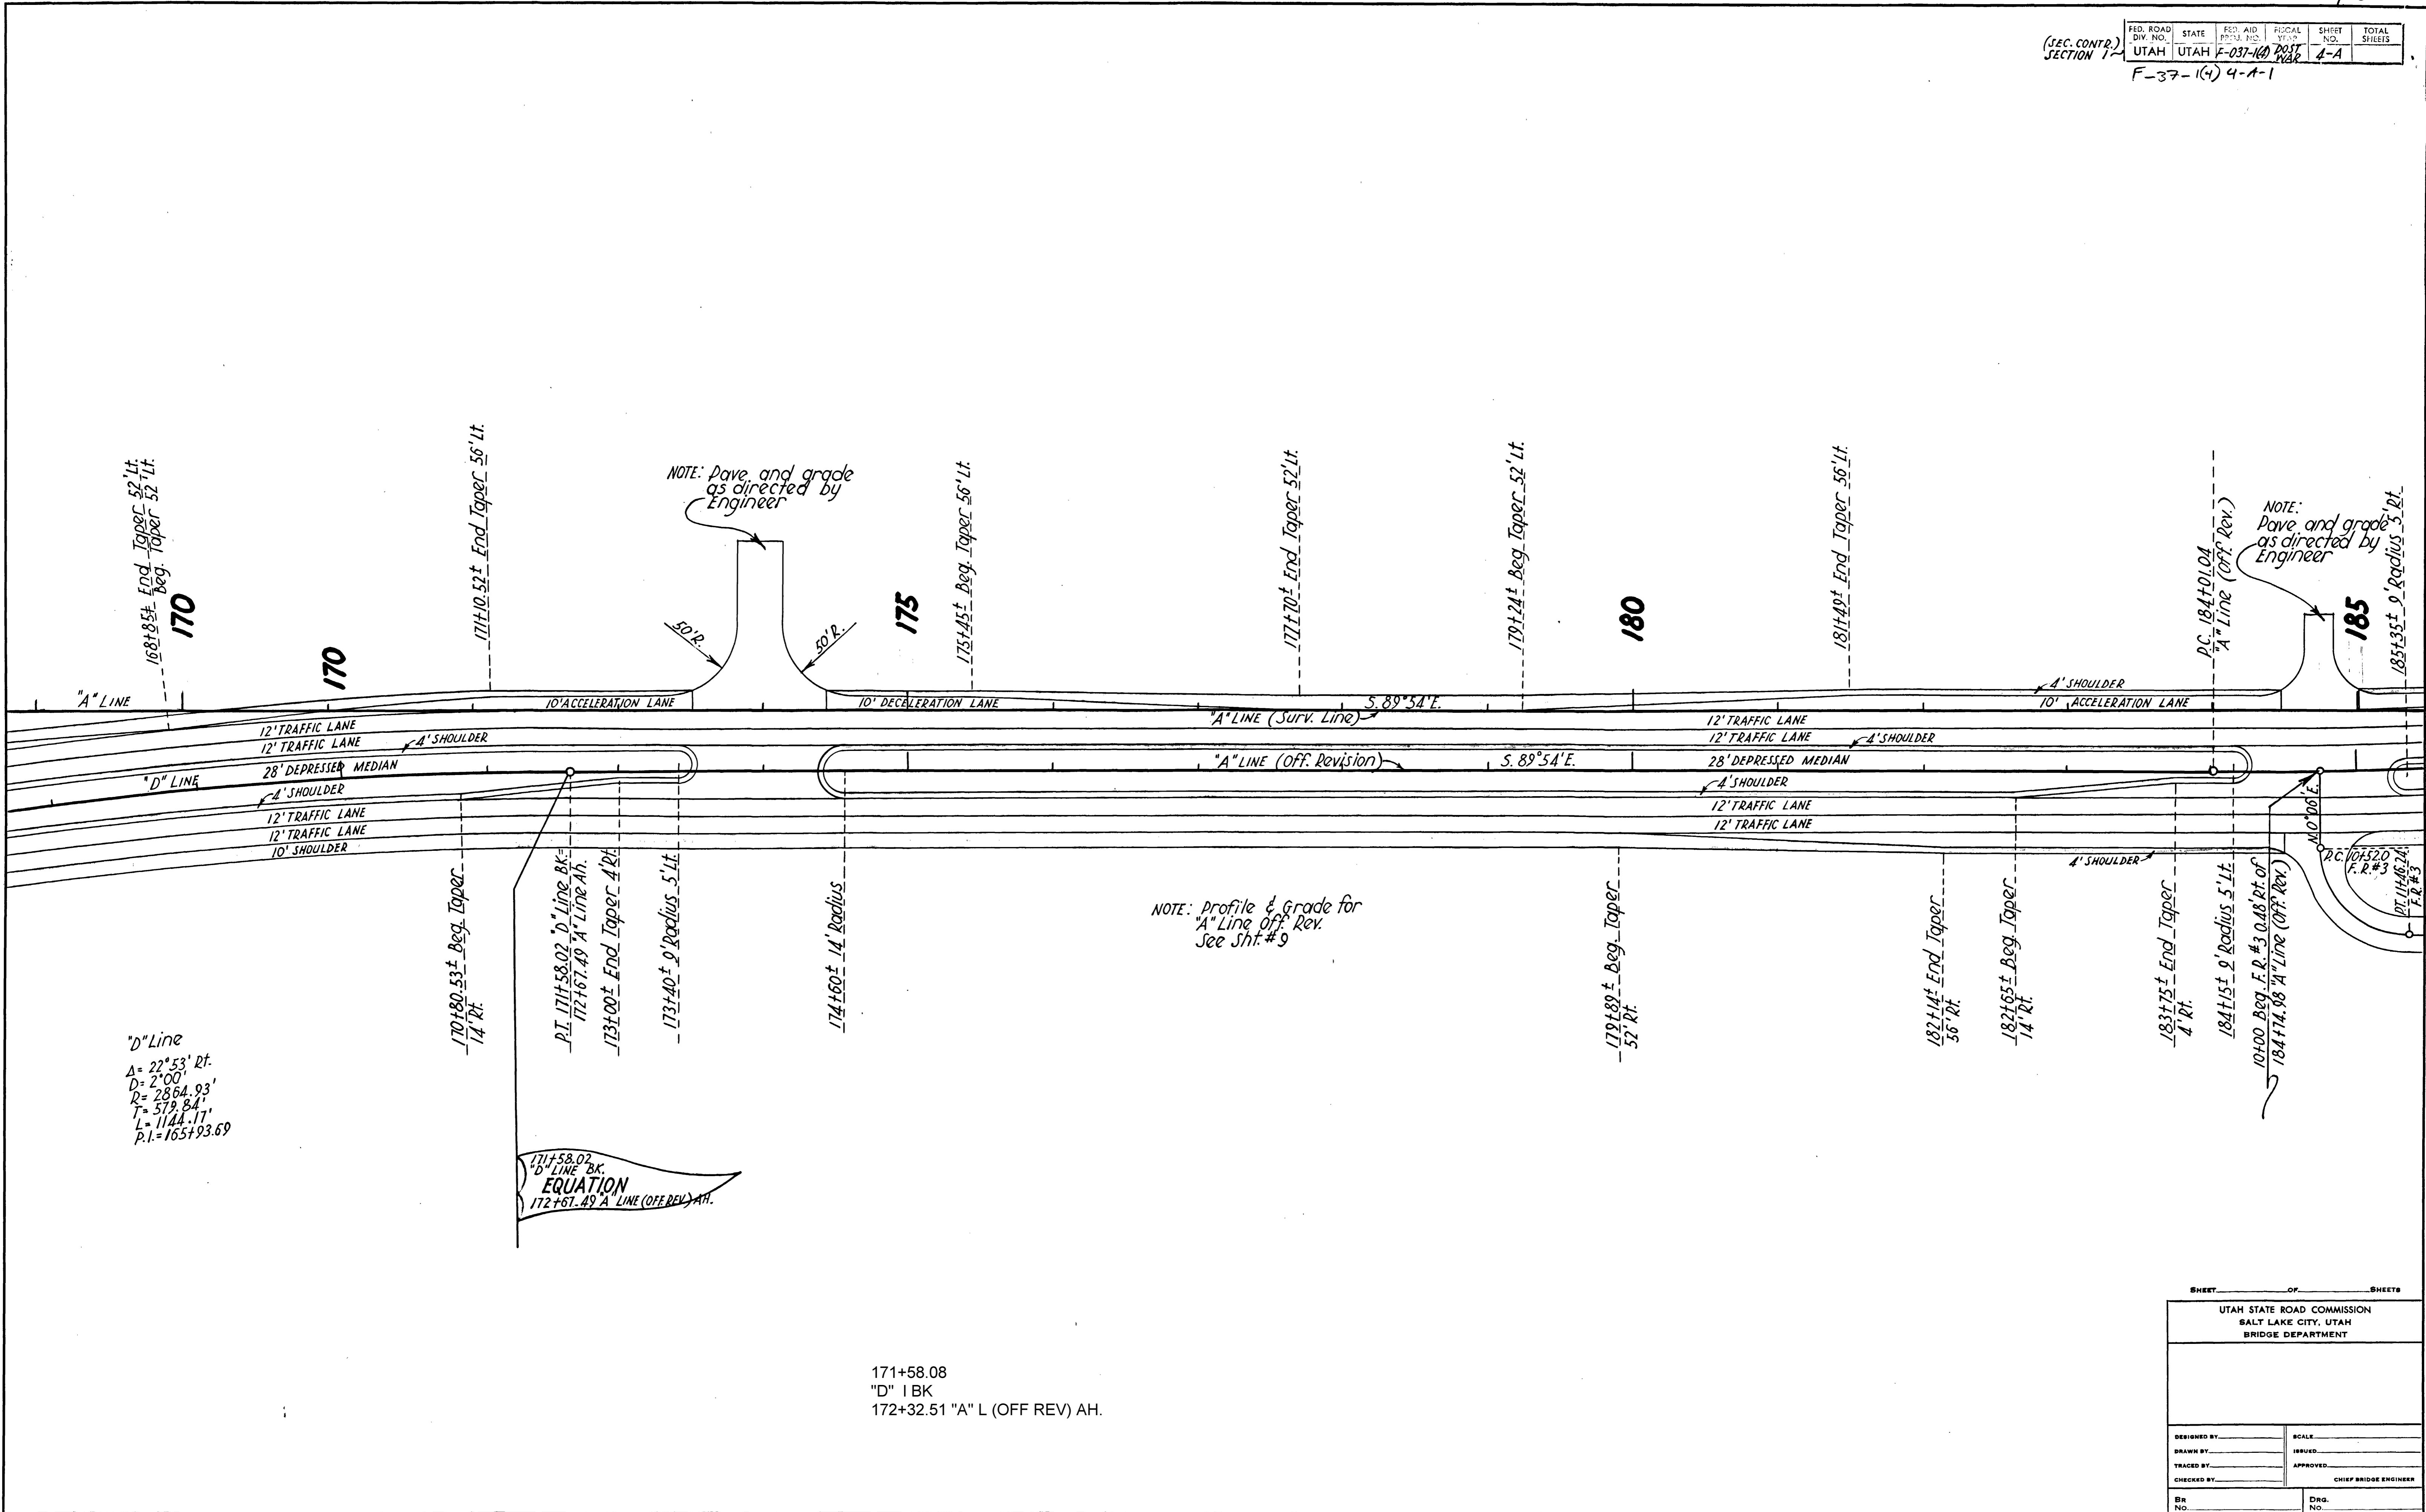 (SEC. CONTR.)
SECTION 1~
FED. ROAD DIV. NO. STATE FED. AID PROJ. NO. FISCAL YEAR SHEET NO. TOTAL SHEETS
UTAH UTAH F-037-1(4) POST WAR 4-A
F-37-1(4) 4-A-1
168+85± End Taper 52' Lt.
Beg. Taper 52' Lt.
170
170
171+10.52± End Taper 56' Lt.
NOTE: Pave and grade
as directed by
Engineer
50' R.
50' R.
175
175+45± Beg. Taper 56' Lt.
177+70± End Taper 52' Lt.
179+24± Beg Taper 52' Lt.
180
181+49± End Taper 56' Lt.
P.C. 184+01.04
"A" Line (Off. Rev.)
NOTE:
Pave and grade
as directed by
Engineer
185
185+35± 9' Radius 5' Rt.
"A" LINE
10' ACCELERATION LANE
10' DECELERATION LANE
S. 89°54' E.
"A" LINE (Surv. Line)
4' SHOULDER
10' ACCELERATION LANE
12' TRAFFIC LANE
12' TRAFFIC LANE
4' SHOULDER
28' DEPRESSED MEDIAN
"D" LINE
4' SHOULDER
12' TRAFFIC LANE
12' TRAFFIC LANE
10' SHOULDER
12' TRAFFIC LANE
12' TRAFFIC LANE
4' SHOULDER
"A" LINE (Off. Revision)
S. 89°54' E.
28' DEPRESSED MEDIAN
4' SHOULDER
12' TRAFFIC LANE
12' TRAFFIC LANE
4' SHOULDER
N. 0°06' E.
P.C. 10+52.0
F. R. #3
P.T. 11+46.24
F. R. #3
170+80.53± Beg. Taper
14' Rt.
P.T. 171+58.02 "D" Line BK=
172+67.49 "A" Line Ah.
173+00± End Taper 4' Rt.
173+40± 9' Radius 5' Lt.
174+60± 14' Radius
NOTE: Profile & Grade for
"A" Line Off. Rev.
See Sht. #9
179+89± Beg. Taper
52' Rt.
182+14± End Taper
56' Rt.
182+65± Beg. Taper
14' Rt.
183+75± End Taper
4' Rt.
184+15± 9' Radius 5' Lt.
10+00 Beg. F. R. #3 0.48' Rt. of
184+74.98 "A" Line (Off. Rev.)
"D" Line
Δ= 22°53' Rt.
D= 2°00'
R= 2864.93'
T= 579.84'
L= 1144.17'
P.I.= 165+93.69
171+58.02
"D" LINE BK.
EQUATION
172+67.49 "A" LINE (OFF. REV.) AH.
171+58.08
"D" l BK
172+32.51 "A" L (OFF REV) AH.
SHEET OF SHEETS
UTAH STATE ROAD COMMISSION
SALT LAKE CITY, UTAH
BRIDGE DEPARTMENT
DESIGNED BY SCALE
DRAWN BY ISSUED
TRACED BY APPROVED
CHECKED BY CHIEF BRIDGE ENGINEER
BR. No. DRG. No.